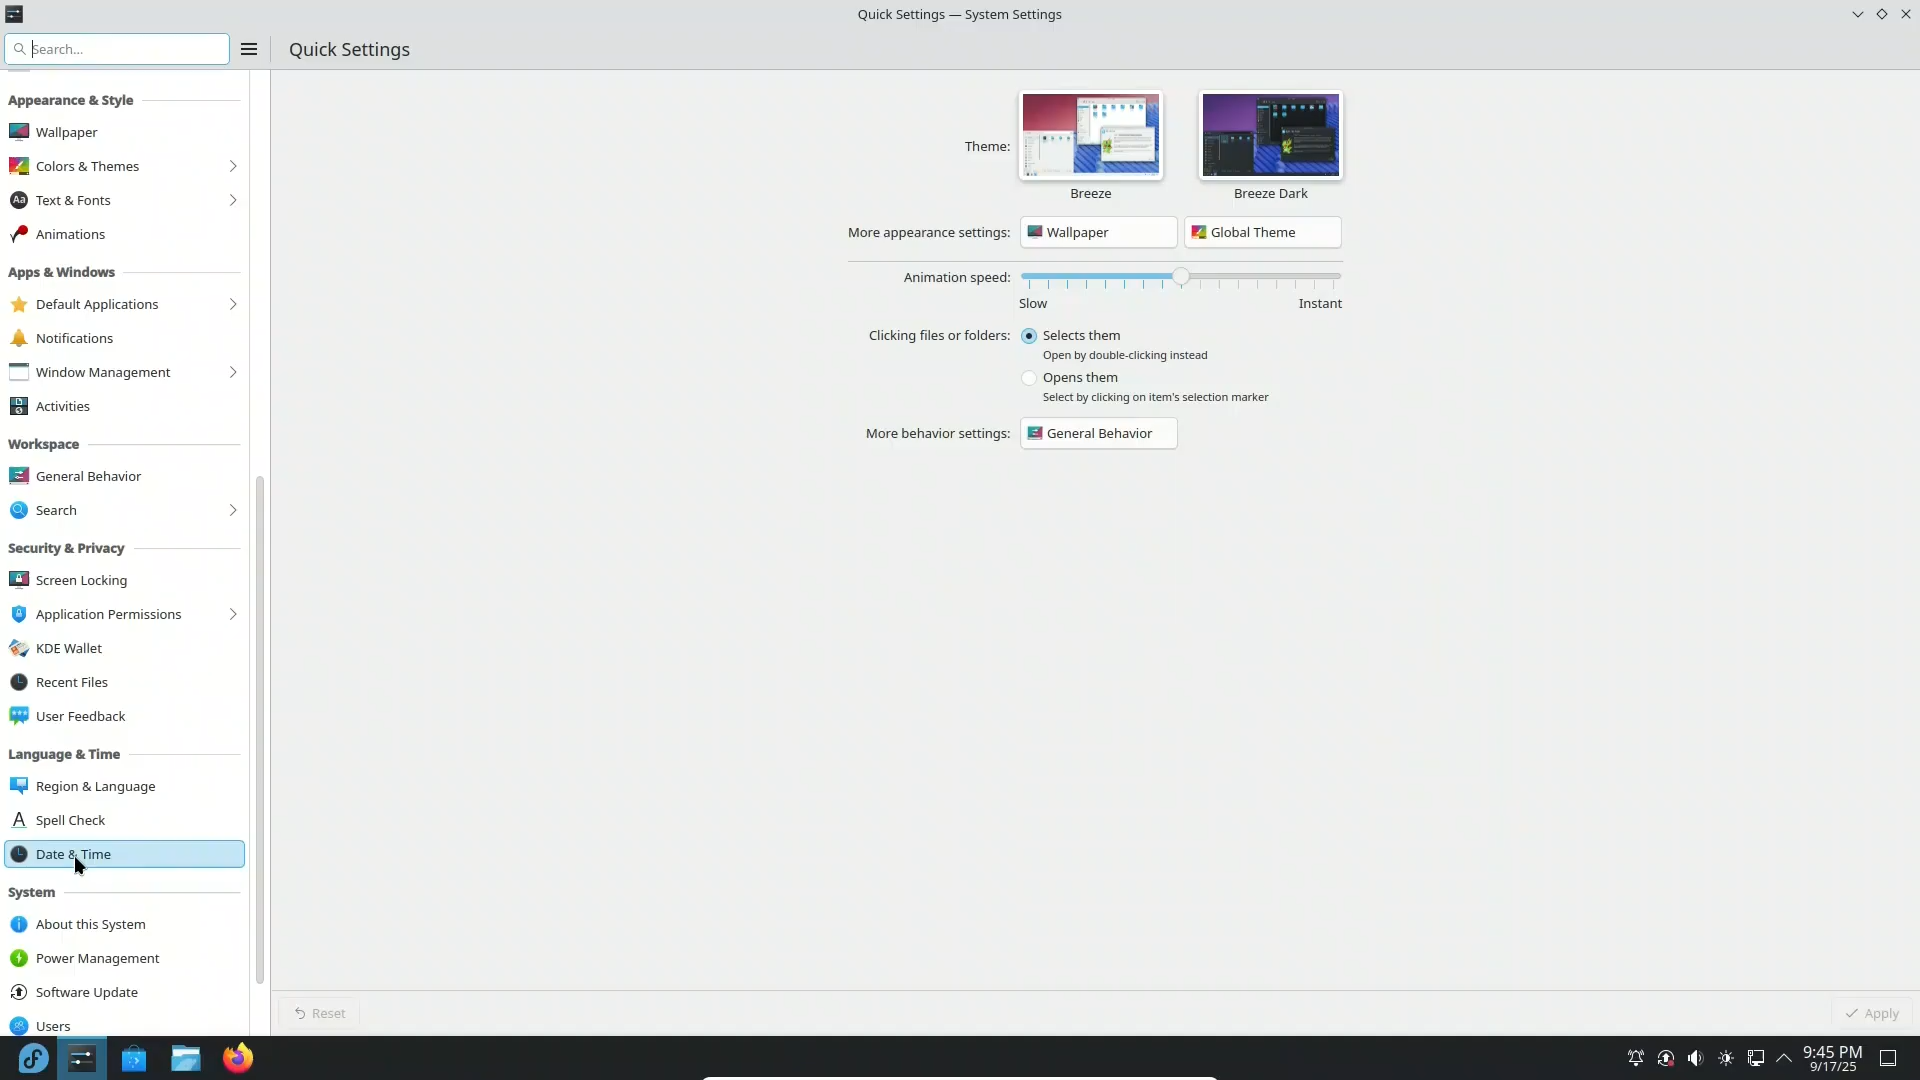 Quick Settings — System Settings
Search...
Quick Settings
Appearance & Style
Wallpaper
Colors & Themes
Text & Fonts
Animations
Apps & Windows
Default Applications
Notifications
Window Management
Activities
Workspace
General Behavior
Search
Security & Privacy
Screen Locking
Application Permissions
KDE Wallet
Recent Files
User Feedback
Language & Time
Region & Language
Spell Check
Date & Time
System
About this System
Power Management
Software Update
Users
Theme:
Breeze
Breeze Dark
More appearance settings:
Wallpaper
Global Theme
Animation speed:
Slow
Instant
Clicking files or folders:
Selects them
Open by double-clicking instead
Opens them
Select by clicking on item's selection marker
More behavior settings:
General Behavior
Reset
Apply
9:45 PM
9/17/25